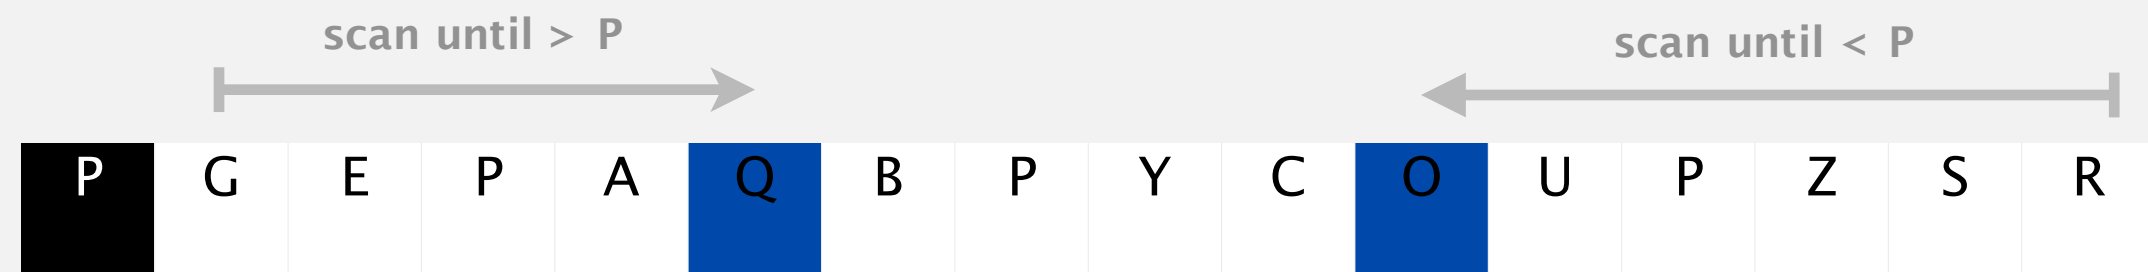 scan until > P
scan until < P
P G E P A Q B P Y C O U P Z S R